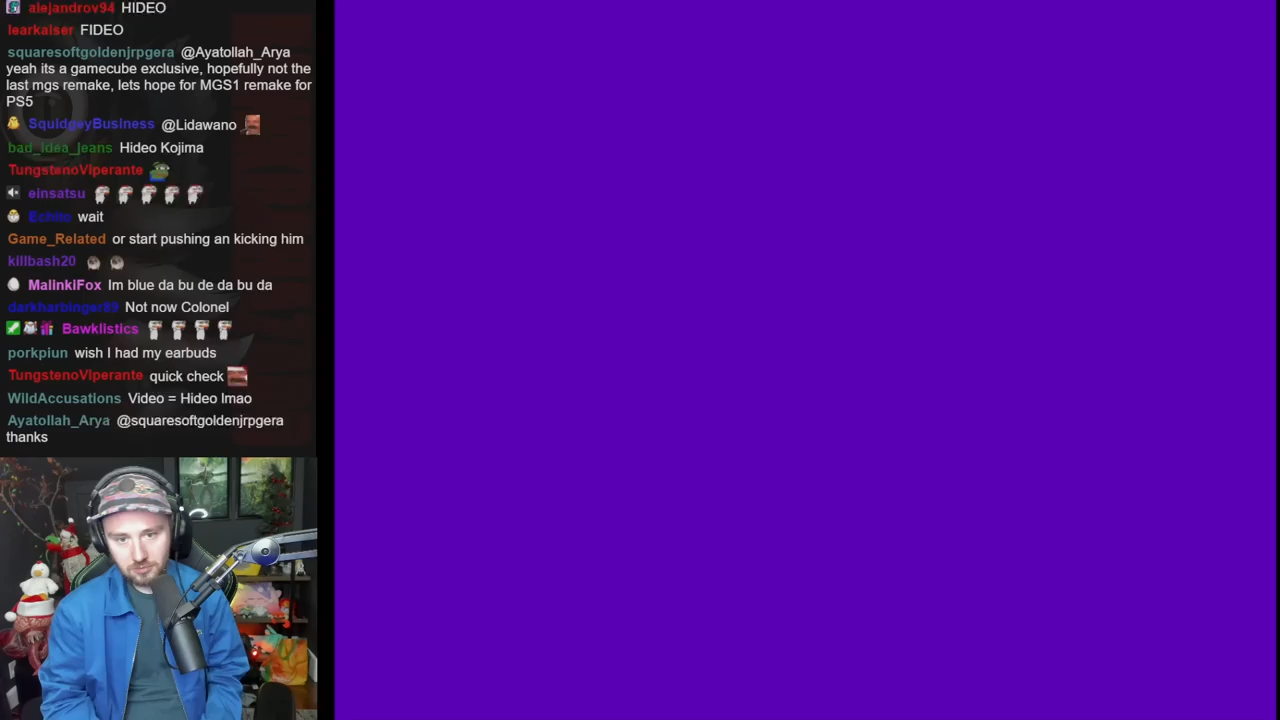 alejandrov94 HIDEO
learkaiser FIDEO
squaresoftgoldenjrpgera @Ayatollah_Arya
yeah its a gamecube exclusive, hopefully not the
last mgs remake, lets hope for MGS1 remake for
PS5
SquidgeyBusiness @Lidawano
bad_idea_jeans Hideo Kojima
TungstenoVIperante
einsatsu
Echino wait
Game_Related or start pushing an kicking him
killbash20
MalinkiFox Im blue da bu de da bu da
darkharbinger89 Not now Colonel
Bawklistics
porkpiun wish I had my earbuds
TungstenoVIperante quick check
WildAccusations Video = Hideo lmao
Ayatollah_Arya @squaresoftgoldenjrpgera
thanks